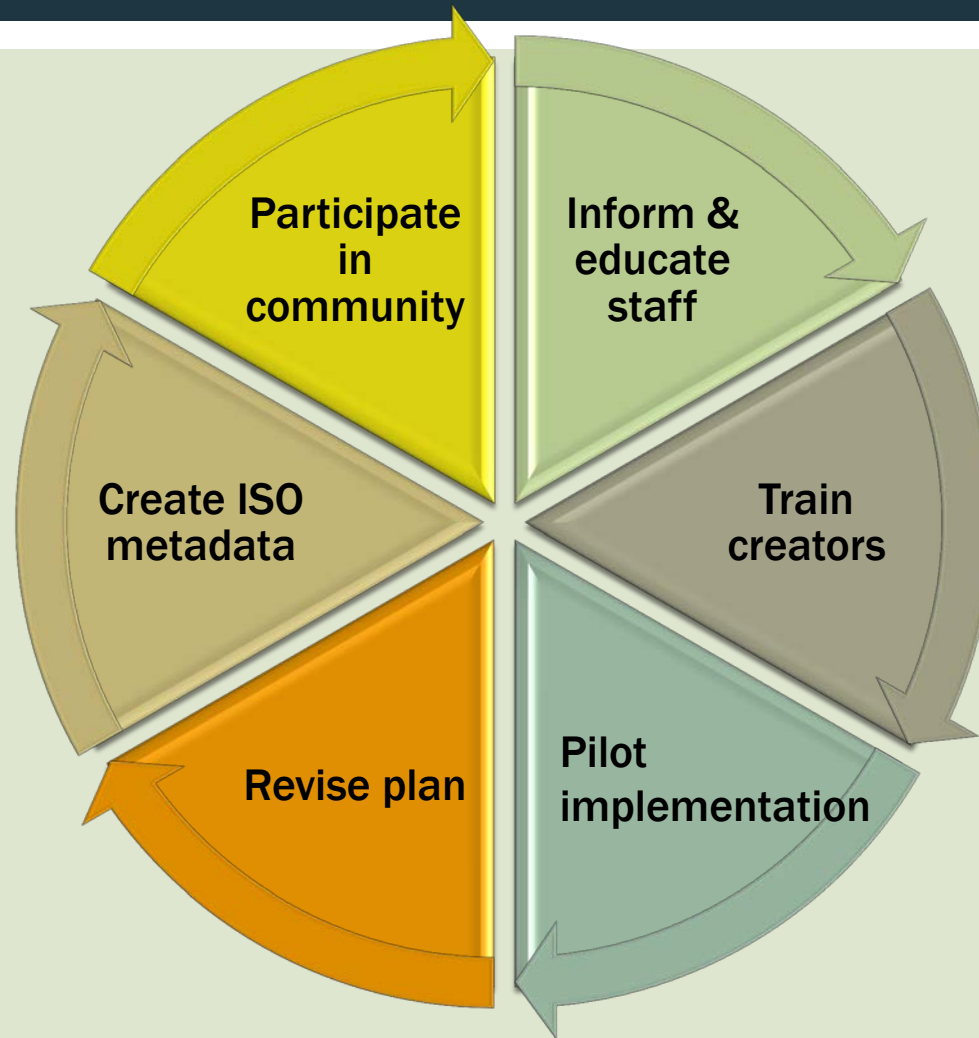 Participate
in
community
Inform &
educate
staff
Train
creators
Pilot
implementation
Revise plan
Create ISO
metadata